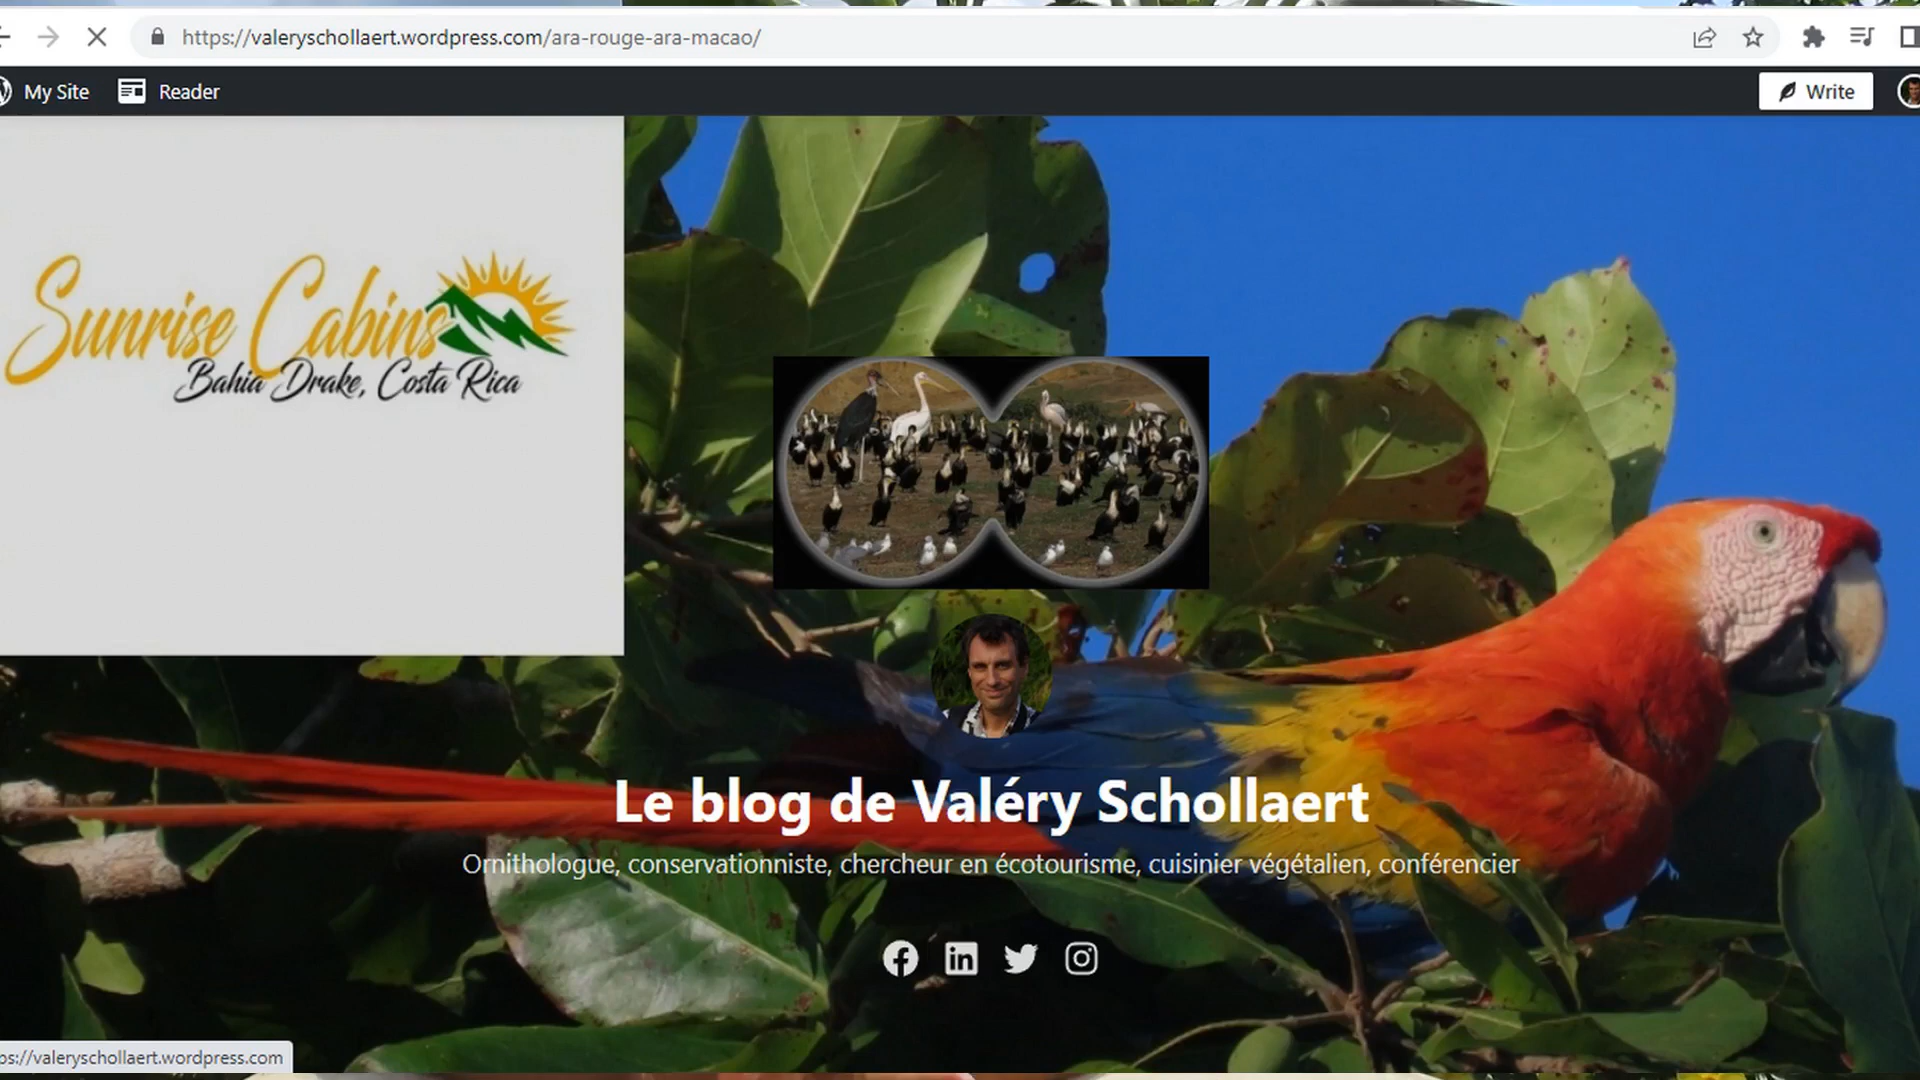 https://valeryschollaert.wordpress.com/ara-rouge-ara-macao/
My Site
Reader
Write
Sunrise Cabins
Bahia Drake, Costa Rica
Le blog de Valéry Schollaert
Ornithologue, conservationniste, chercheur en écotourisme, cuisinier végétalien, conférencier
ps://valeryschollaert.wordpress.com